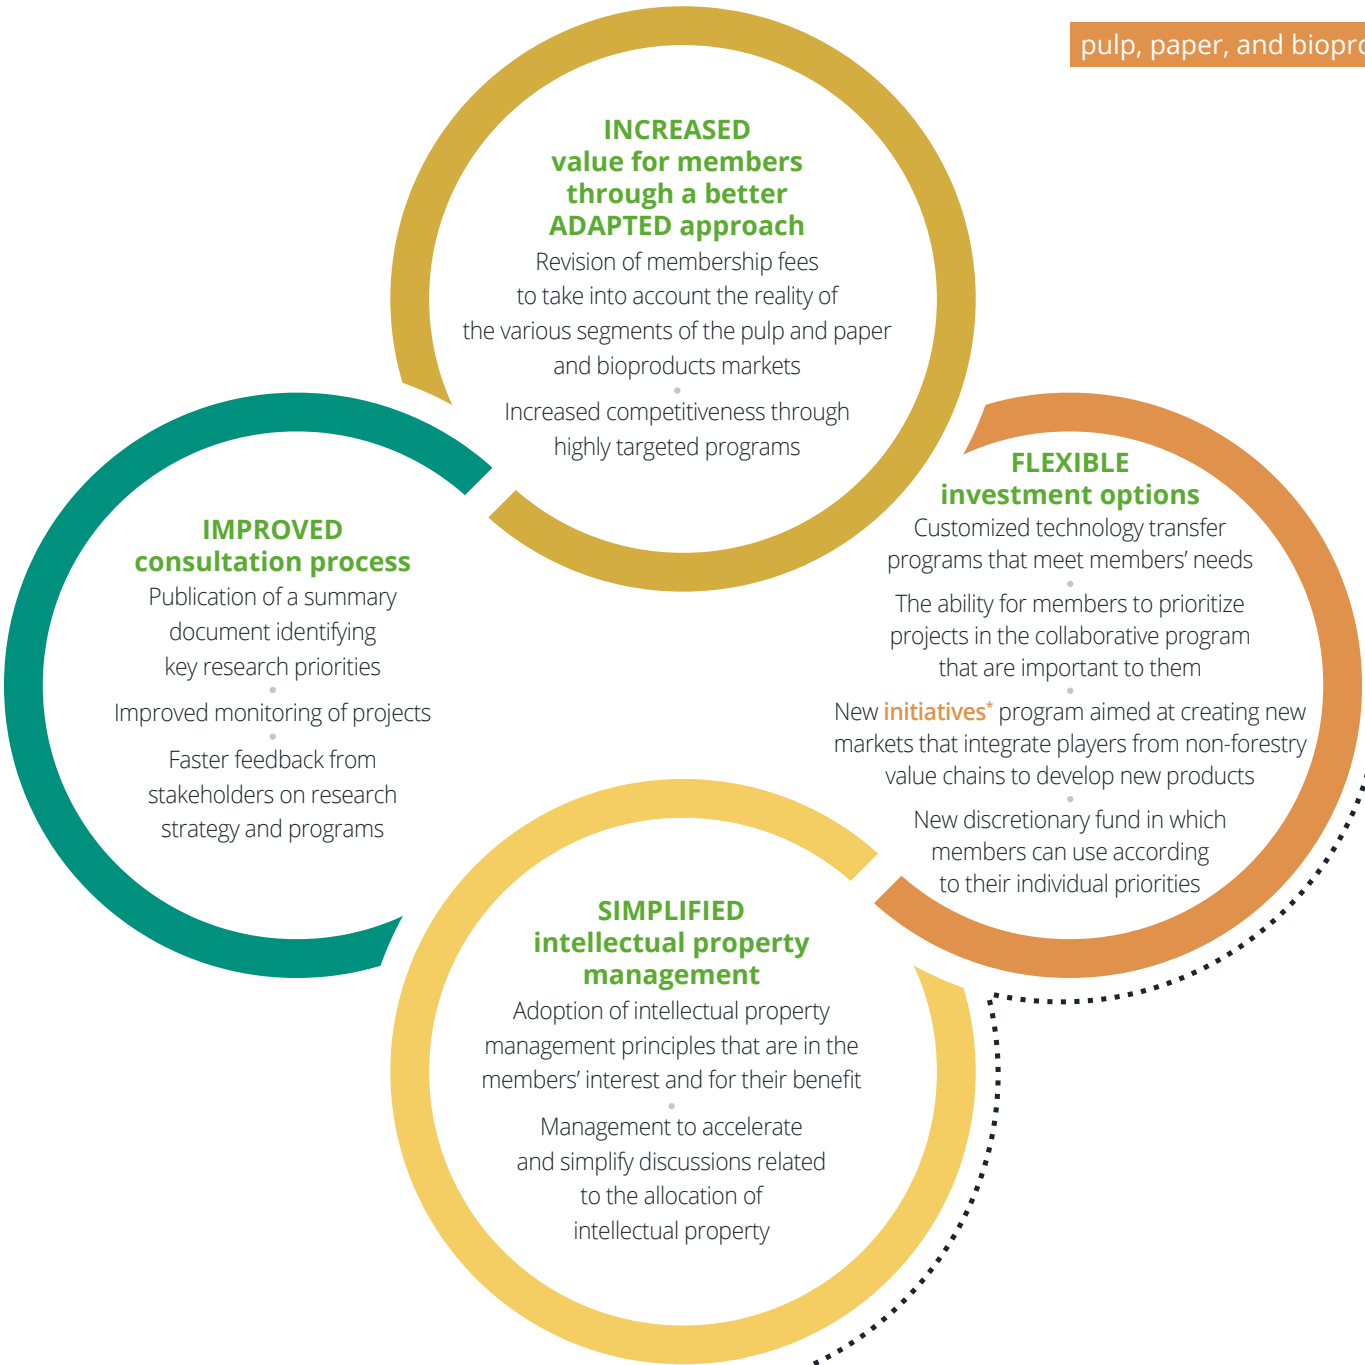 pulp, paper, and biopro
INCREASED
value for members
through a better
ADAPTED approach
Revision of membership fees
to take into account the reality of
the various segments of the pulp and paper
and bioproducts markets
•
Increased competitiveness through
highly targeted programs
IMPROVED
consultation process
Publication of a summary
document identifying
key research priorities
•
Improved monitoring of projects
•
Faster feedback from
stakeholders on research
strategy and programs
FLEXIBLE
investment options
Customized technology transfer
programs that meet members’ needs
•
The ability for members to prioritize
projects in the collaborative program
that are important to them
•
New initiatives* program aimed at creating new
markets that integrate players from non-forestry
value chains to develop new products
•
New discretionary fund in which
members can use according
to their individual priorities
SIMPLIFIED
intellectual property
management
Adoption of intellectual property
management principles that are in the
members’ interest and for their benefit
•
Management to accelerate
and simplify discussions related
to the allocation of
intellectual property